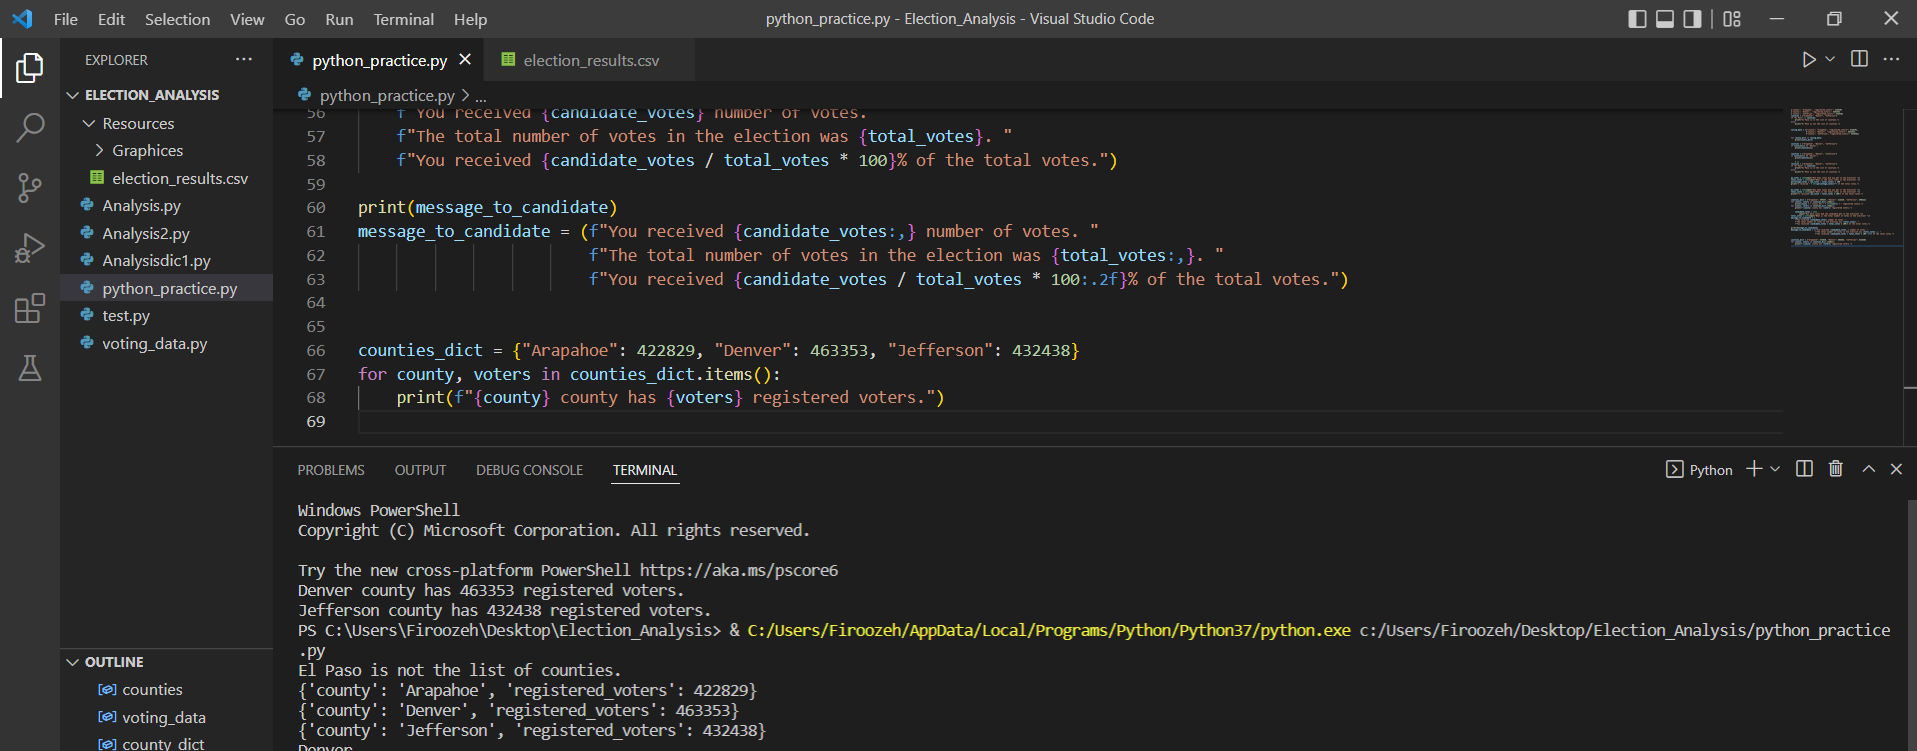 File Edit Selection View Go Run Terminal Help
python_practice.py - Election_Analysis - Visual Studio Code
EXPLORER
ELECTION_ANALYSIS
Resources
Graphices
election_results.csv
Analysis.py
Analysis2.py
Analysisdic1.py
python_practice.py
test.py
voting_data.py
OUTLINE
counties
voting_data
county_dict
python_practice.py
election_results.csv
python_practice.py > ...
56 f"You received {candidate_votes} number of votes.
57 f"The total number of votes in the election was {total_votes}. "
58 f"You received {candidate_votes / total_votes * 100}% of the total votes.")
59
60 print(message_to_candidate)
61 message_to_candidate = (f"You received {candidate_votes:,} number of votes. "
62 f"The total number of votes in the election was {total_votes:,}. "
63 f"You received {candidate_votes / total_votes * 100:.2f}% of the total votes.")
64
65
66 counties_dict = {"Arapahoe": 422829, "Denver": 463353, "Jefferson": 432438}
67 for county, voters in counties_dict.items():
68 print(f"{county} county has {voters} registered voters.")
69
PROBLEMS OUTPUT DEBUG CONSOLE TERMINAL
Python
Windows PowerShell
Copyright (C) Microsoft Corporation. All rights reserved.
Try the new cross-platform PowerShell https://aka.ms/pscore6
Denver county has 463353 registered voters.
Jefferson county has 432438 registered voters.
PS C:\Users\Firoozeh\Desktop\Election_Analysis> & C:/Users/Firoozeh/AppData/Local/Programs/Python/Python37/python.exe c:/Users/Firoozeh/Desktop/Election_Analysis/python_practice
.py
El Paso is not the list of counties.
{'county': 'Arapahoe', 'registered_voters': 422829}
{'county': 'Denver', 'registered_voters': 463353}
{'county': 'Jefferson', 'registered_voters': 432438}
Denver